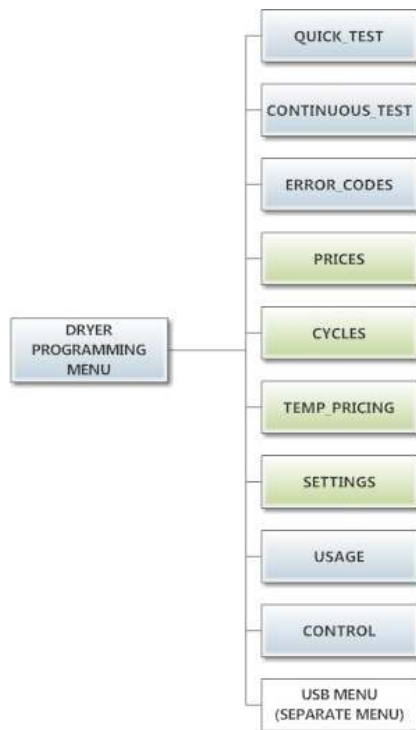 QUICK_TEST
CONTINUOUS_TEST
ERROR_CODES
PRICES
DRYER
PROGRAMMING
MENU
CYCLES
TEMP_PRICING
SETTINGS
USAGE
CONTROL
USB MENU
(SEPARATE MENU)